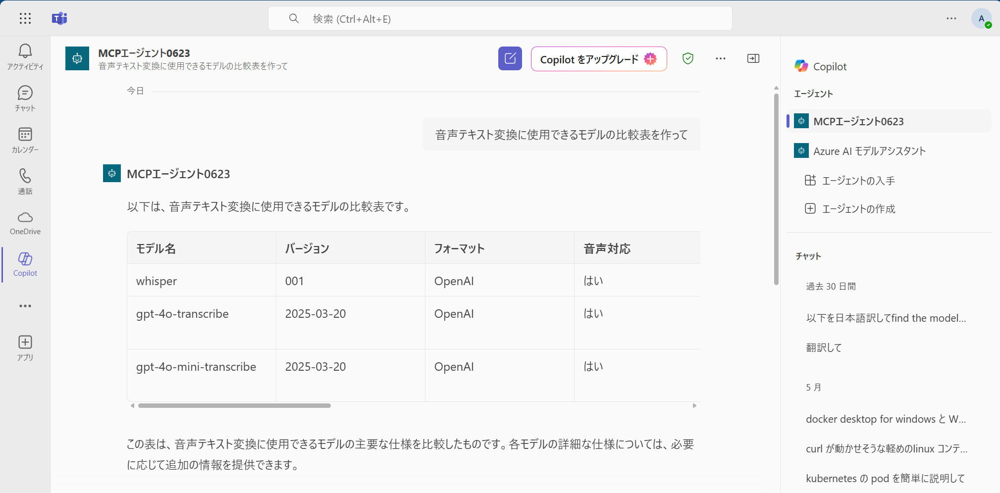 検索 (Ctrl+Alt+E)
A
アクティビティ
チャット
カレンダー
通話
OneDrive
Copilot
アプリ
MCPエージェント0623
音声テキスト変換に使用できるモデルの比較表を作って
Copilot をアップグレード
今日
音声テキスト変換に使用できるモデルの比較表を作って
MCPエージェント0623
以下は、音声テキスト変換に使用できるモデルの比較表です。
モデル名 バージョン フォーマット 音声対応
whisper 001 OpenAI はい
gpt-4o-transcribe 2025-03-20 OpenAI はい
gpt-4o-mini-transcribe 2025-03-20 OpenAI はい
この表は、音声テキスト変換に使用できるモデルの主要な仕様を比較したものです。各モデルの詳細な仕様については、必要
に応じて追加の情報を提供できます。
Copilot
エージェント
MCPエージェント0623
Azure AI モデルアシスタント
エージェントの入手
エージェントの作成
チャット
過去 30 日間
以下を日本語訳してfind the model...
翻訳して
5 月
docker desktop for windows と W...
curl が動かせそうな軽めのlinux コンテ...
kubernetes の pod を簡単に説明して